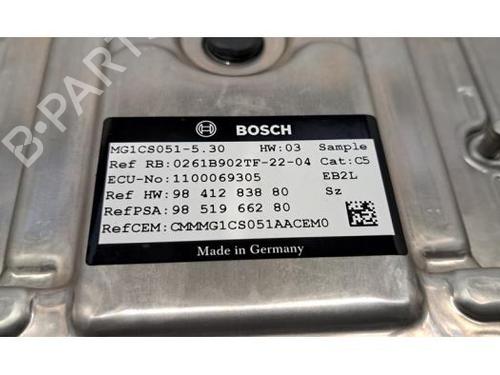 BOSCH
MG1CS051-5.30 HW:03 Sample
Ref RB:0261B902TF-22-04 Cat:C5
ECU-No:1100069305 EB2L
Ref HW:98 412 838 80 Sz
RefPSA:98 519 662 80
RefCEM:CMMMG1CS051AACEM0
Made in Germany
B-PARTS